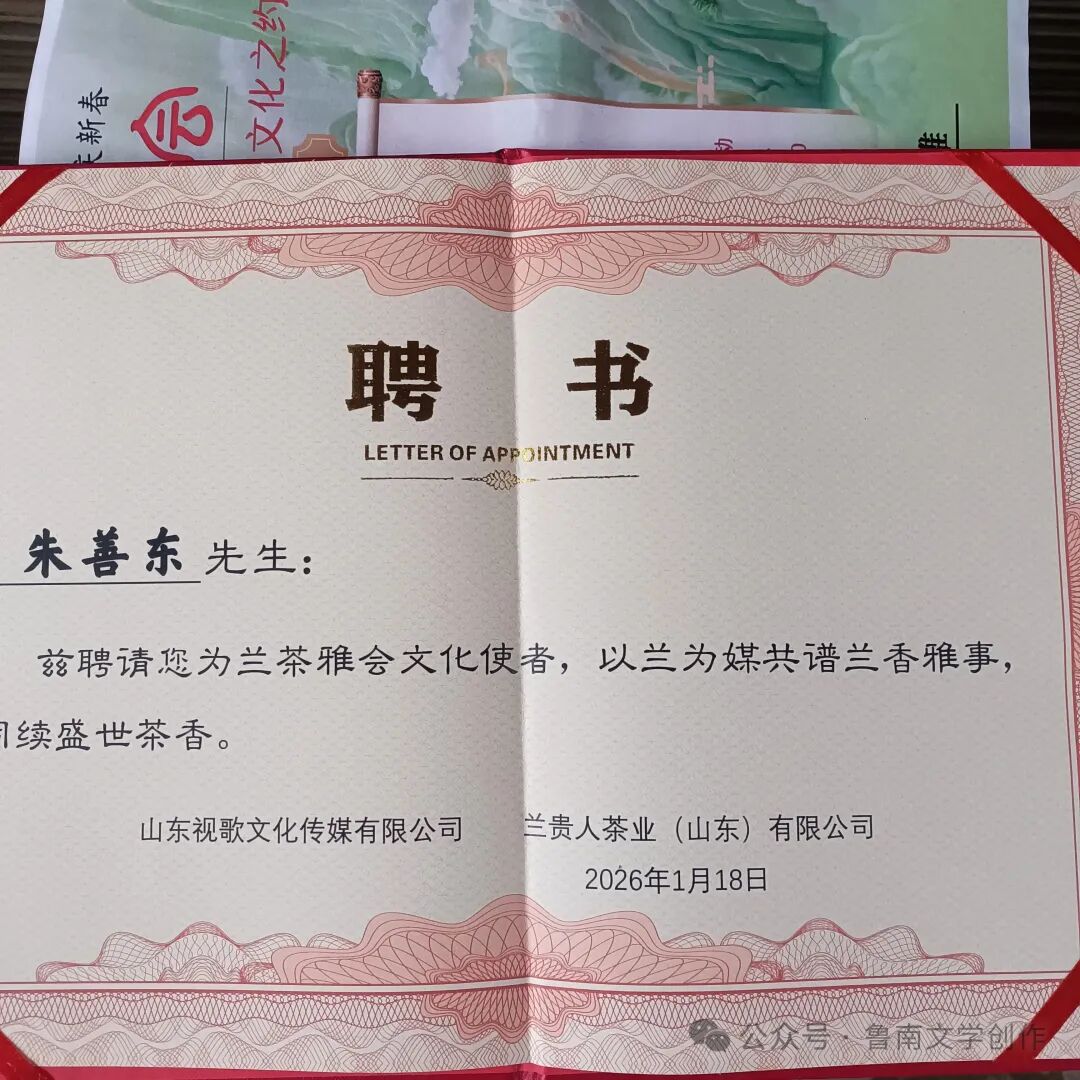 新春
文化之约
聘 书
LETTER OF APPOINTMENT
朱善东先生：
兹聘请您为兰茶雅会文化使者，以兰为媒共谱兰香雅事，
续盛世茶香。
山东视歌文化传媒有限公司 兰贵人茶业（山东）有限公司
2026年1月18日
公众号·鲁南文学创作